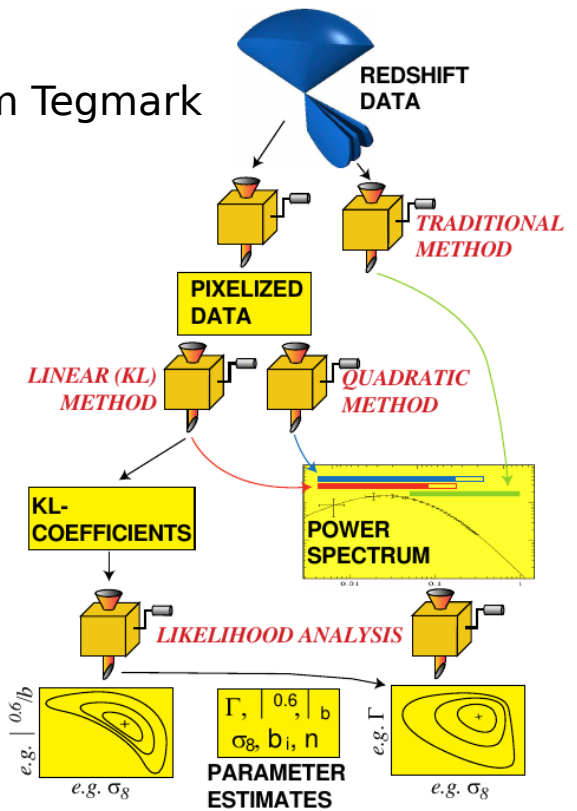 m Tegmark
REDSHIFT
DATA
TRADITIONAL
METHOD
PIXELIZED
DATA
LINEAR (KL)
METHOD
QUADRATIC
METHOD
KL-
COEFFICIENTS
POWER
SPECTRUM
0.01 0.1 1
LIKELIHOOD ANALYSIS
e.g. | 0.6/b
e.g. σ8
Γ, | 0.6, | b
σ8, bi, n
PARAMETER
ESTIMATES
e.g. Γ
e.g. σ8